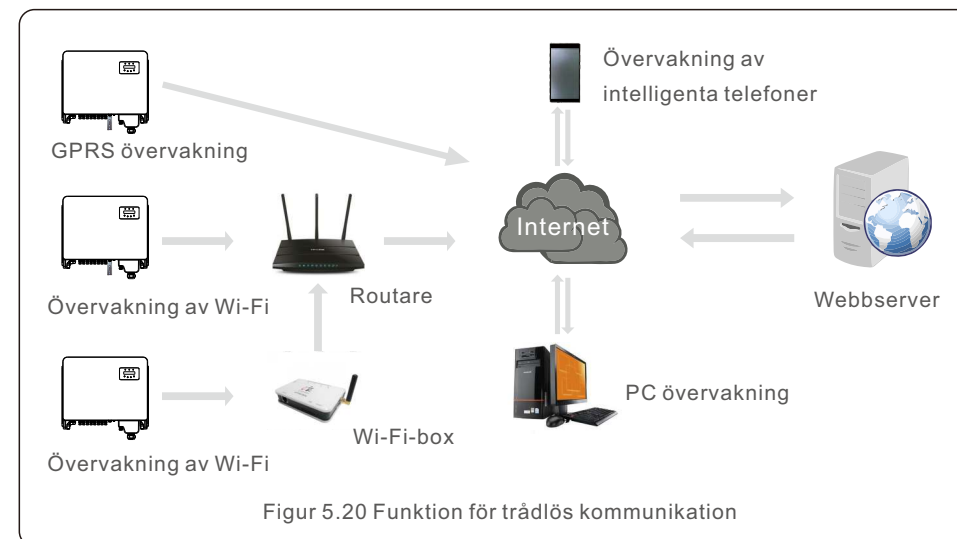 Övervakning av
intelligenta telefoner
GPRS övervakning
Internet
Övervakning av Wi-Fi
Routare
Webbserver
PC övervakning
Wi-Fi-box
Övervakning av Wi-Fi
Figur 5.20 Funktion för trådlös kommunikation